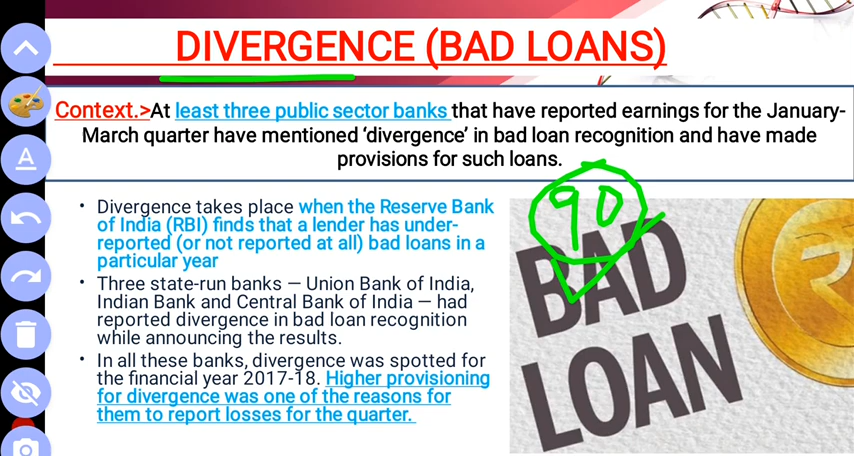 DIVERGENCE (BAD LOANS)
Context.>At least three public sector banks that have reported earnings for the January-
March quarter have mentioned ‘divergence’ in bad loan recognition and have made
provisions for such loans.
• Divergence takes place when the Reserve Bank
of India (RBI) finds that a lender has under-
reported (or not reported at all) bad loans in a
particular year
• Three state-run banks — Union Bank of India,
Indian Bank and Central Bank of India — had
reported divergence in bad loan recognition
while announcing the results.
• In all these banks, divergence was spotted for
the financial year 2017-18. Higher provisioning
for divergence was one of the reasons for
them to report losses for the quarter.
90
BAD
LOAN
₹
A